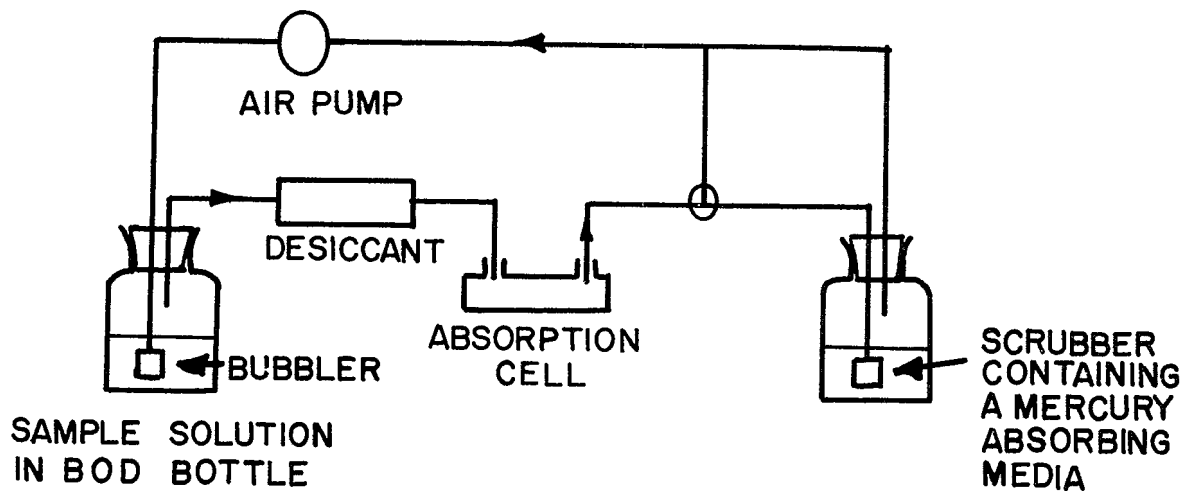 AIR PUMP
DESICCANT
ABSORPTION
CELL
BUBBLER
SAMPLE SOLUTION
IN BOD BOTTLE
SCRUBBER
CONTAINING
A MERCURY
ABSORBING
MEDIA